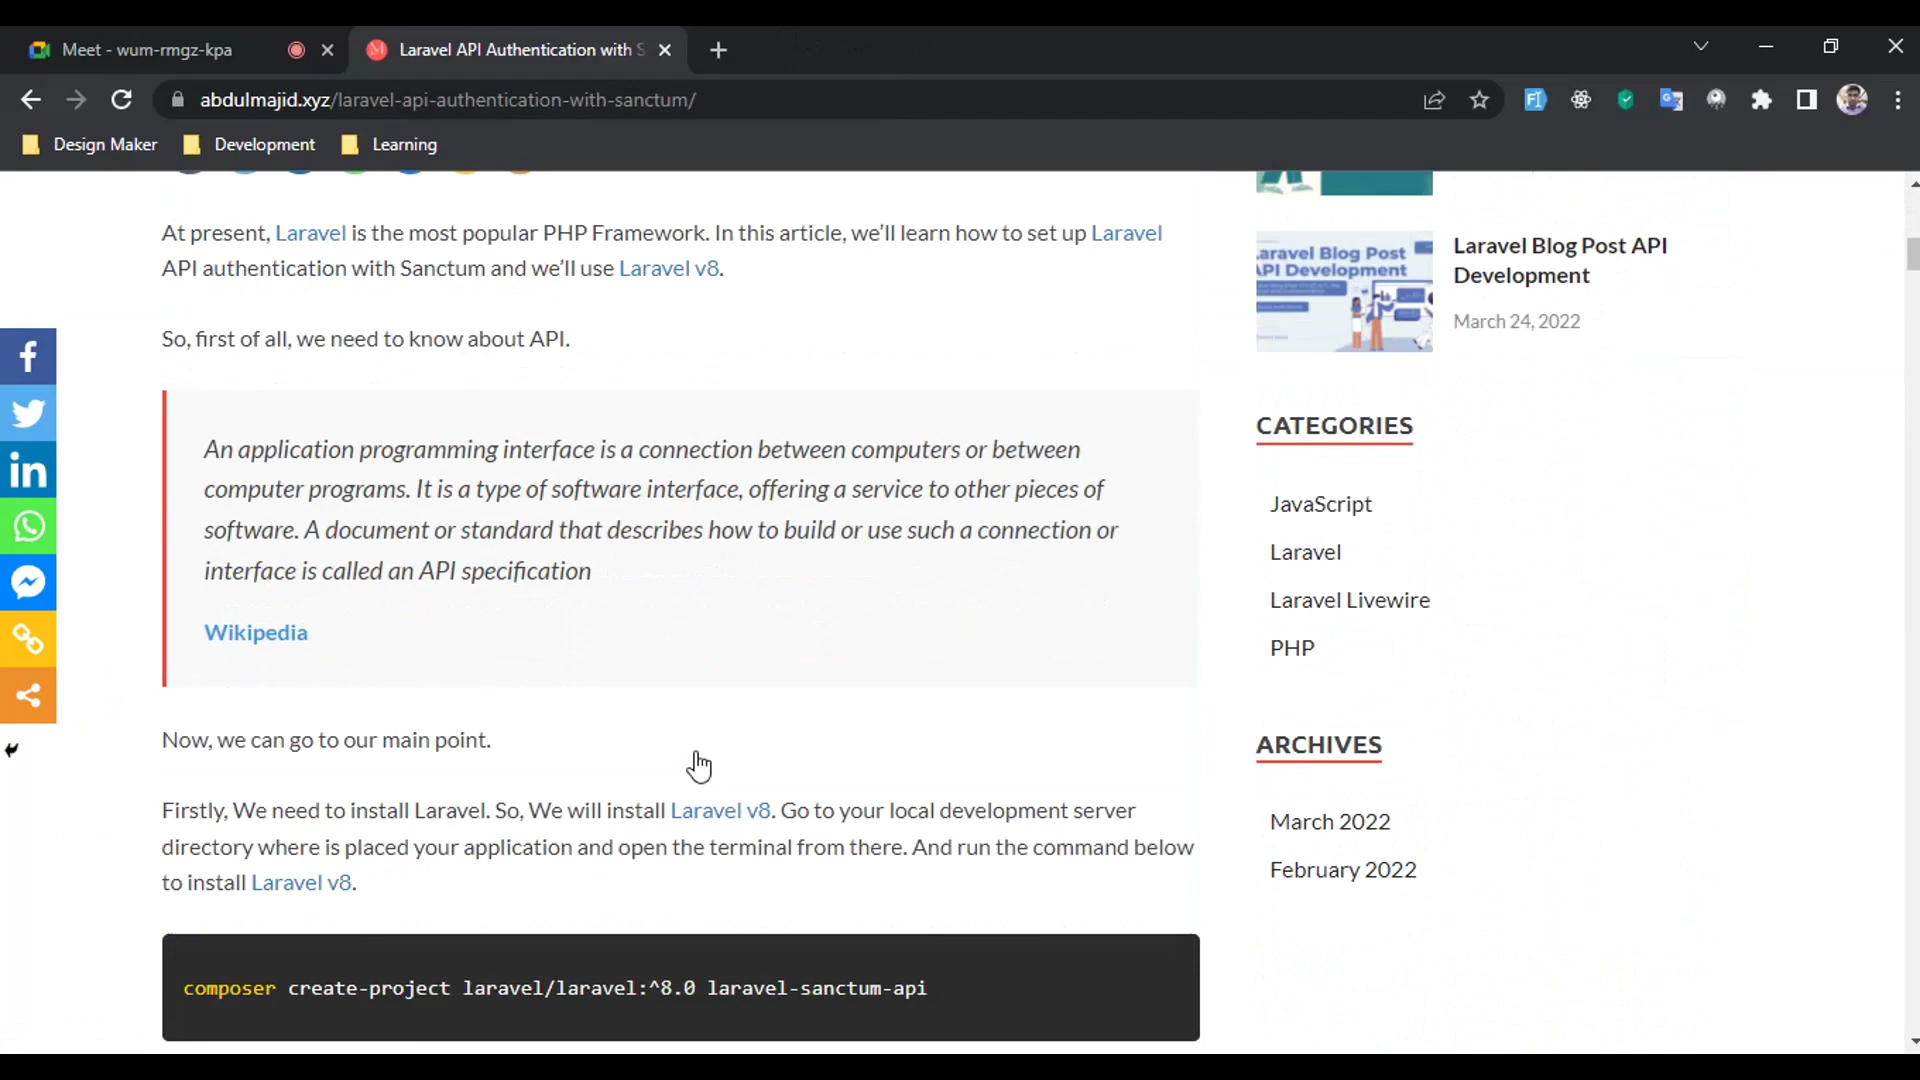 Meet - wum-rmgz-kpa
Laravel API Authentication with S
abdulmajid.xyz/laravel-api-authentication-with-sanctum/
Design Maker
Development
Learning
At present, Laravel is the most popular PHP Framework. In this article, we’ll learn how to set up Laravel
API authentication with Sanctum and we’ll use Laravel v8.
So, first of all, we need to know about API.
An application programming interface is a connection between computers or between
computer programs. It is a type of software interface, offering a service to other pieces of
software. A document or standard that describes how to build or use such a connection or
interface is called an API specification
Wikipedia
Now, we can go to our main point.
Firstly, We need to install Laravel. So, We will install Laravel v8. Go to your local development server
directory where is placed your application and open the terminal from there. And run the command below
to install Laravel v8.
composer create-project laravel/laravel:^8.0 laravel-sanctum-api
aravel Blog Post
API Development
Laravel Blog Post API
Development
March 24, 2022
CATEGORIES
JavaScript
Laravel
Laravel Livewire
PHP
ARCHIVES
March 2022
February 2022